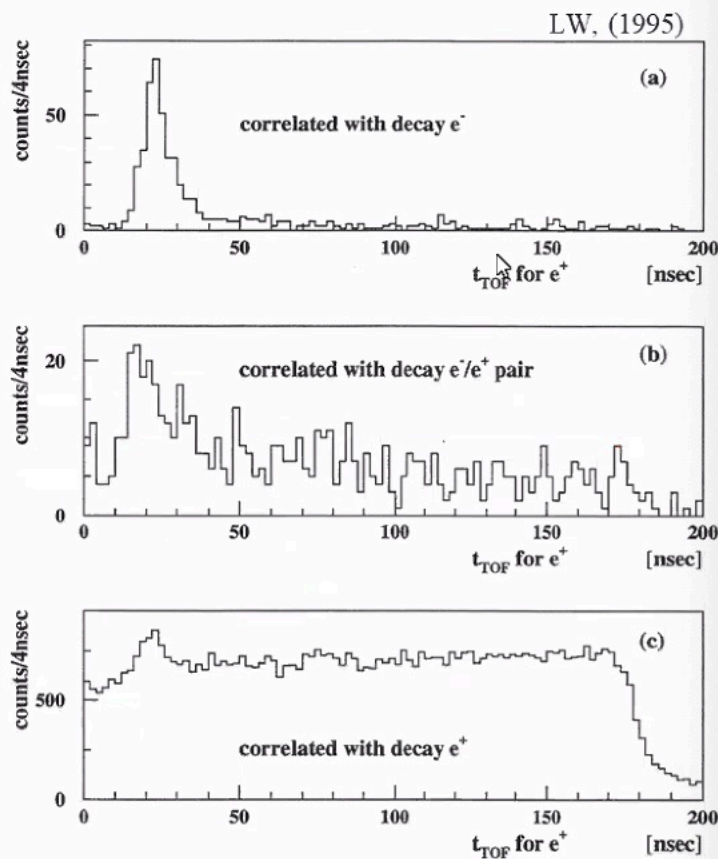 LW, (1995)
counts/4nsec
50
0
(a)
correlated with decay e⁻
0 50 100 150 200
t_TOF for e⁺ [nsec]
counts/4nsec
20
0
(b)
correlated with decay e⁻/e⁺ pair
0 50 100 150 200
t_TOF for e⁺ [nsec]
counts/4nsec
500
0
(c)
correlated with decay e⁺
0 50 100 150 200
t_TOF for e⁺ [nsec]